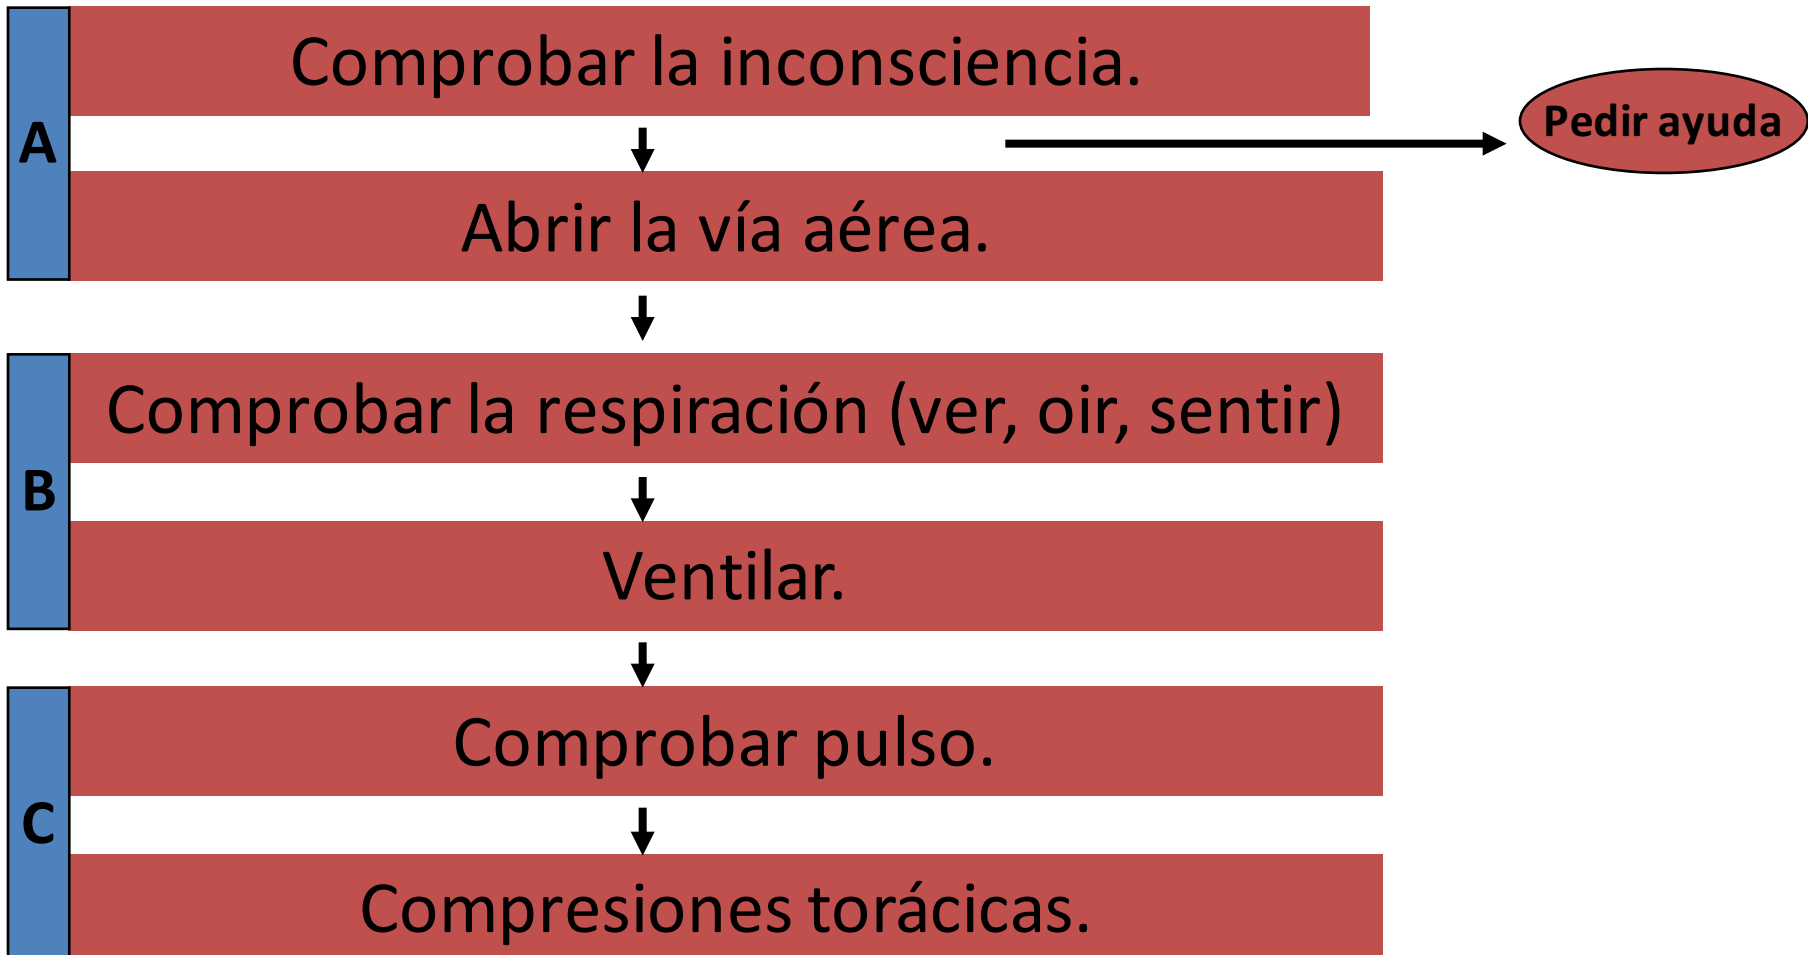 Comprobar la inconsciencia.
Pedir ayuda
A
Abrir la vía aérea.
Comprobar la respiración (ver, oir, sentir)
B
Ventilar.
Comprobar pulso.
C
Compresiones torácicas.